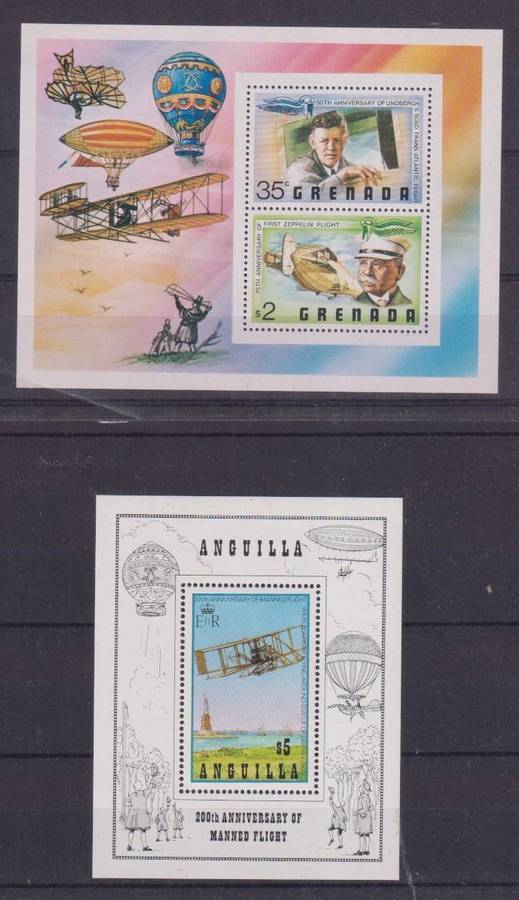 50TH ANNIVERSARY OF LINDBERGH'S SOLO TRANS ATLANTIC FLIGHT
35c GRENADA
75TH ANNIVERSARY OF FIRST ZEPPELIN FLIGHT
$2 GRENADA
ANGUILLA
200th ANNIVERSARY OF MANNED FLIGHT
EIIR
$5
ANGUILLA
200th ANNIVERSARY OF
MANNED FLIGHT